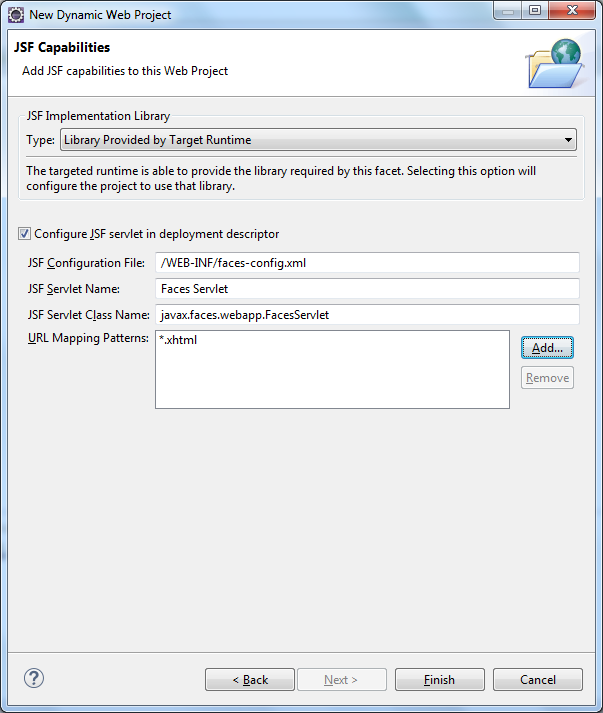 New Dynamic Web Project
JSF Capabilities
Add JSF capabilities to this Web Project
JSF Implementation Library
Type: Library Provided by Target Runtime
The targeted runtime is able to provide the library required by this facet. Selecting this option will
configure the project to use that library.
Configure JSF servlet in deployment descriptor
JSF Configuration File: /WEB-INF/faces-config.xml
JSF Servlet Name: Faces Servlet
JSF Servlet Class Name: javax.faces.webapp.FacesServlet
URL Mapping Patterns: *.xhtml
Add...
Remove
? < Back Next > Finish Cancel